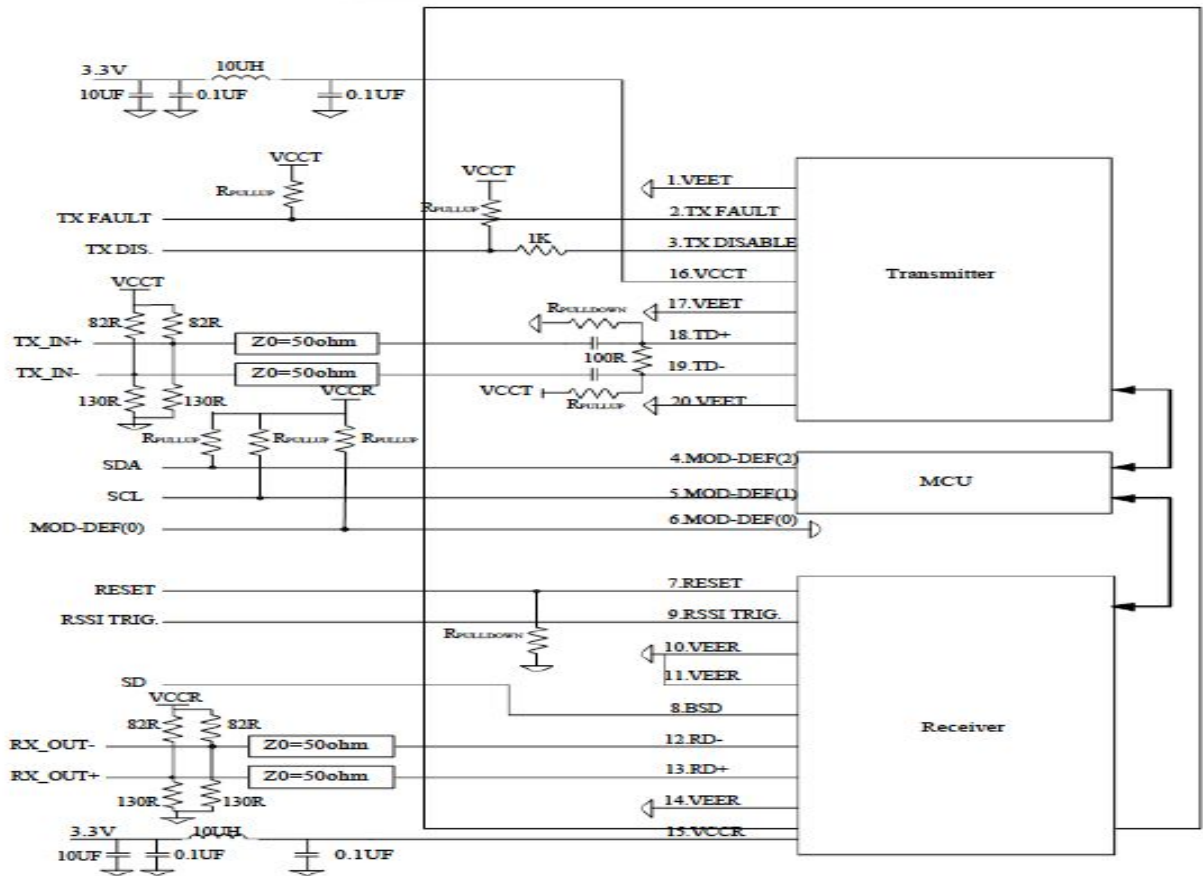 3.3V
10UH
10UF
0.1UF
0.1UF
VCCT
VCCT
RPULLUP
RPULLUP
1.VEET
TX FAULT
2.TX FAULT
TX DIS.
1K
3.TX DISABLE
16.VCCT
Transmitter
VCCT
RPULLDOWN
17.VEET
82R
82R
TX_IN+
Z0=50ohm
18.TD+
100R
TX_IN-
Z0=50ohm
19.TD-
VCCR
VCCT
130R
130R
RPULLUP
20.VEET
RPULLUP
RPULLUP
RPULLUP
SDA
4.MOD-DEF(2)
MCU
SCL
5.MOD-DEF(1)
MOD-DEF(0)
6.MOD-DEF(0)
RESET
7.RESET
RSSI TRIG.
9.RSSI TRIG.
RPULLDOWN
10.VEER
SD
11.VEER
VCCR
8.BSD
82R
82R
Receiver
RX_OUT-
Z0=50ohm
12.RD-
RX_OUT+
Z0=50ohm
13.RD+
130R
130R
14.VEER
3.3V
10UH
15.VCCR
10UF
0.1UF
0.1UF